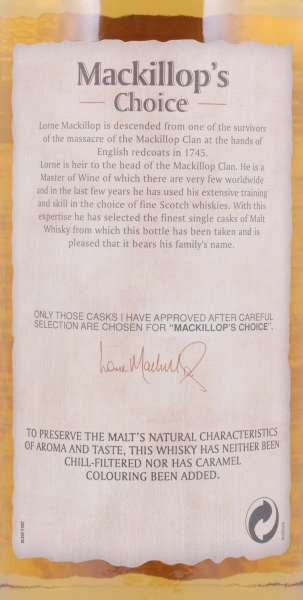 Mackillop's
Choice
Lorne Mackillop is descended from one of the survivors
of the massacre of the Mackillop Clan at the hands of
English redcoats in 1745.
Lorne is heir to the head of the Mackillop Clan. He is a
Master of Wine of which there are very few worldwide
and in the last few years he has used his extensive training
and skill in the choice of fine Scotch whiskies. With this
expertise he has selected the finest single casks of Malt
Whisky from which this bottle has been taken and is
pleased that it bears his family's name.
ONLY THOSE CASKS I HAVE APPROVED AFTER CAREFUL
SELECTION ARE CHOSEN FOR "MACKILLOP'S CHOICE".
TO PRESERVE THE MALT'S NATURAL CHARACTERISTICS
OF AROMA AND TASTE, THIS WHISKY HAS NEITHER BEEN
CHILL-FILTERED NOR HAS CARAMEL
COLOURING BEEN ADDED.